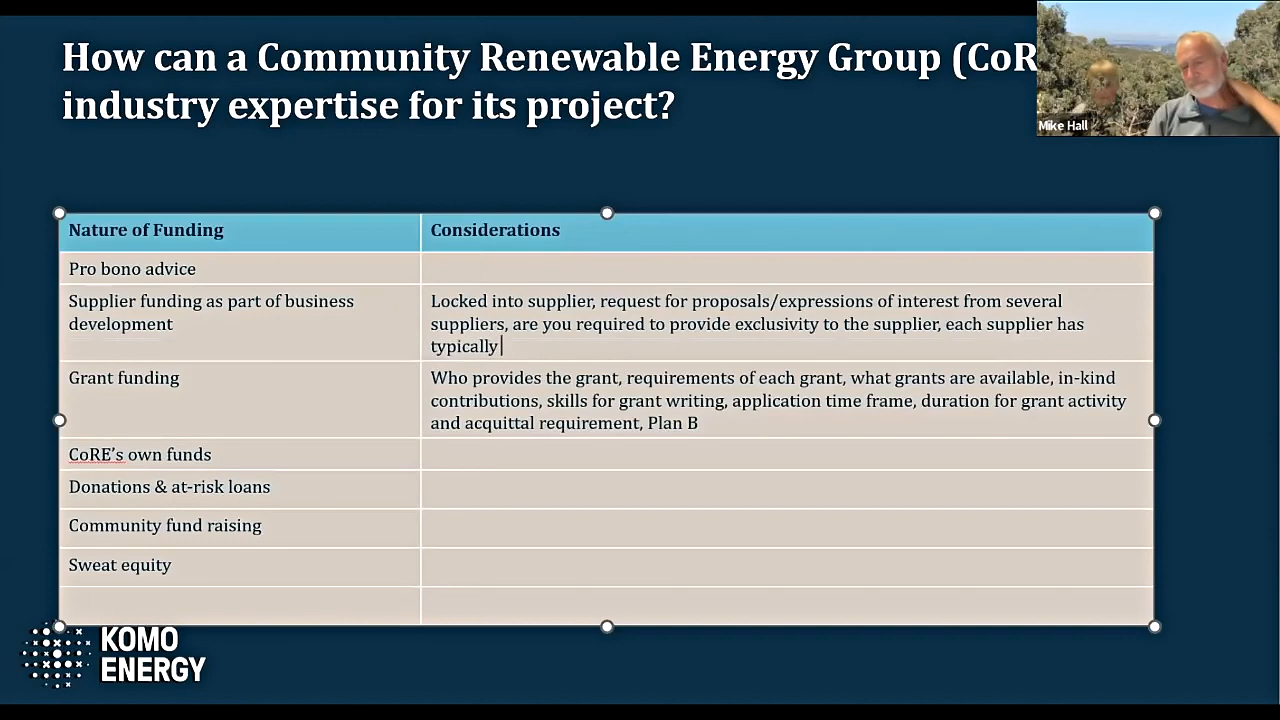 How can a Community Renewable Energy Group (CoR
industry expertise for its project?
Mike Hall
Nature of Funding
Considerations
Pro bono advice
Supplier funding as part of business
development
Locked into supplier, request for proposals/expressions of interest from several
suppliers, are you required to provide exclusivity to the supplier, each supplier has
typically
Grant funding
Who provides the grant, requirements of each grant, what grants are available, in-kind
contributions, skills for grant writing, application time frame, duration for grant activity
and acquittal requirement, Plan B
CoRE's own funds
Donations & at-risk loans
Community fund raising
Sweat equity
KOMO
ENERGY